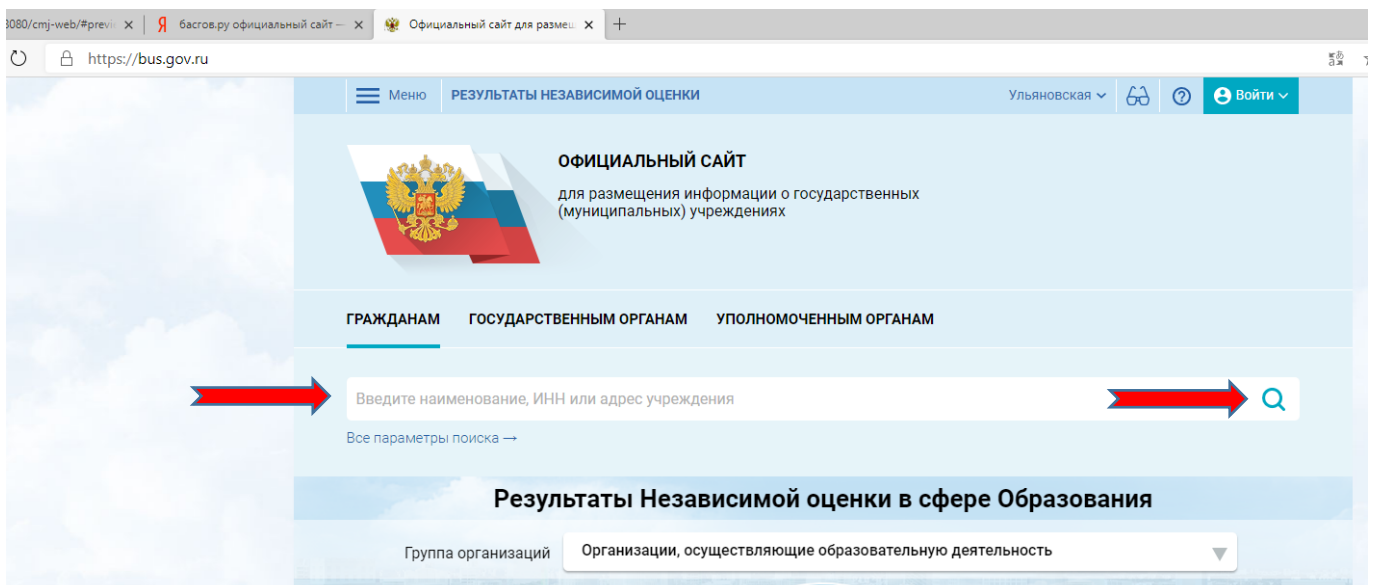 3080/cmj-web/#previ
басгов.ру официальный сайт —
Официальный сайт для размещ
https://bus.gov.ru
Меню РЕЗУЛЬТАТЫ НЕЗАВИСИМОЙ ОЦЕНКИ Ульяновская Войти
ОФИЦИАЛЬНЫЙ САЙТ
для размещения информации о государственных
(муниципальных) учреждениях
ГРАЖДАНАМ ГОСУДАРСТВЕННЫМ ОРГАНАМ УПОЛНОМОЧЕННЫМ ОРГАНАМ
Введите наименование, ИНН или адрес учреждения
Все параметры поиска →
Результаты Независимой оценки в сфере Образования
Группа организаций Организации, осуществляющие образовательную деятельность